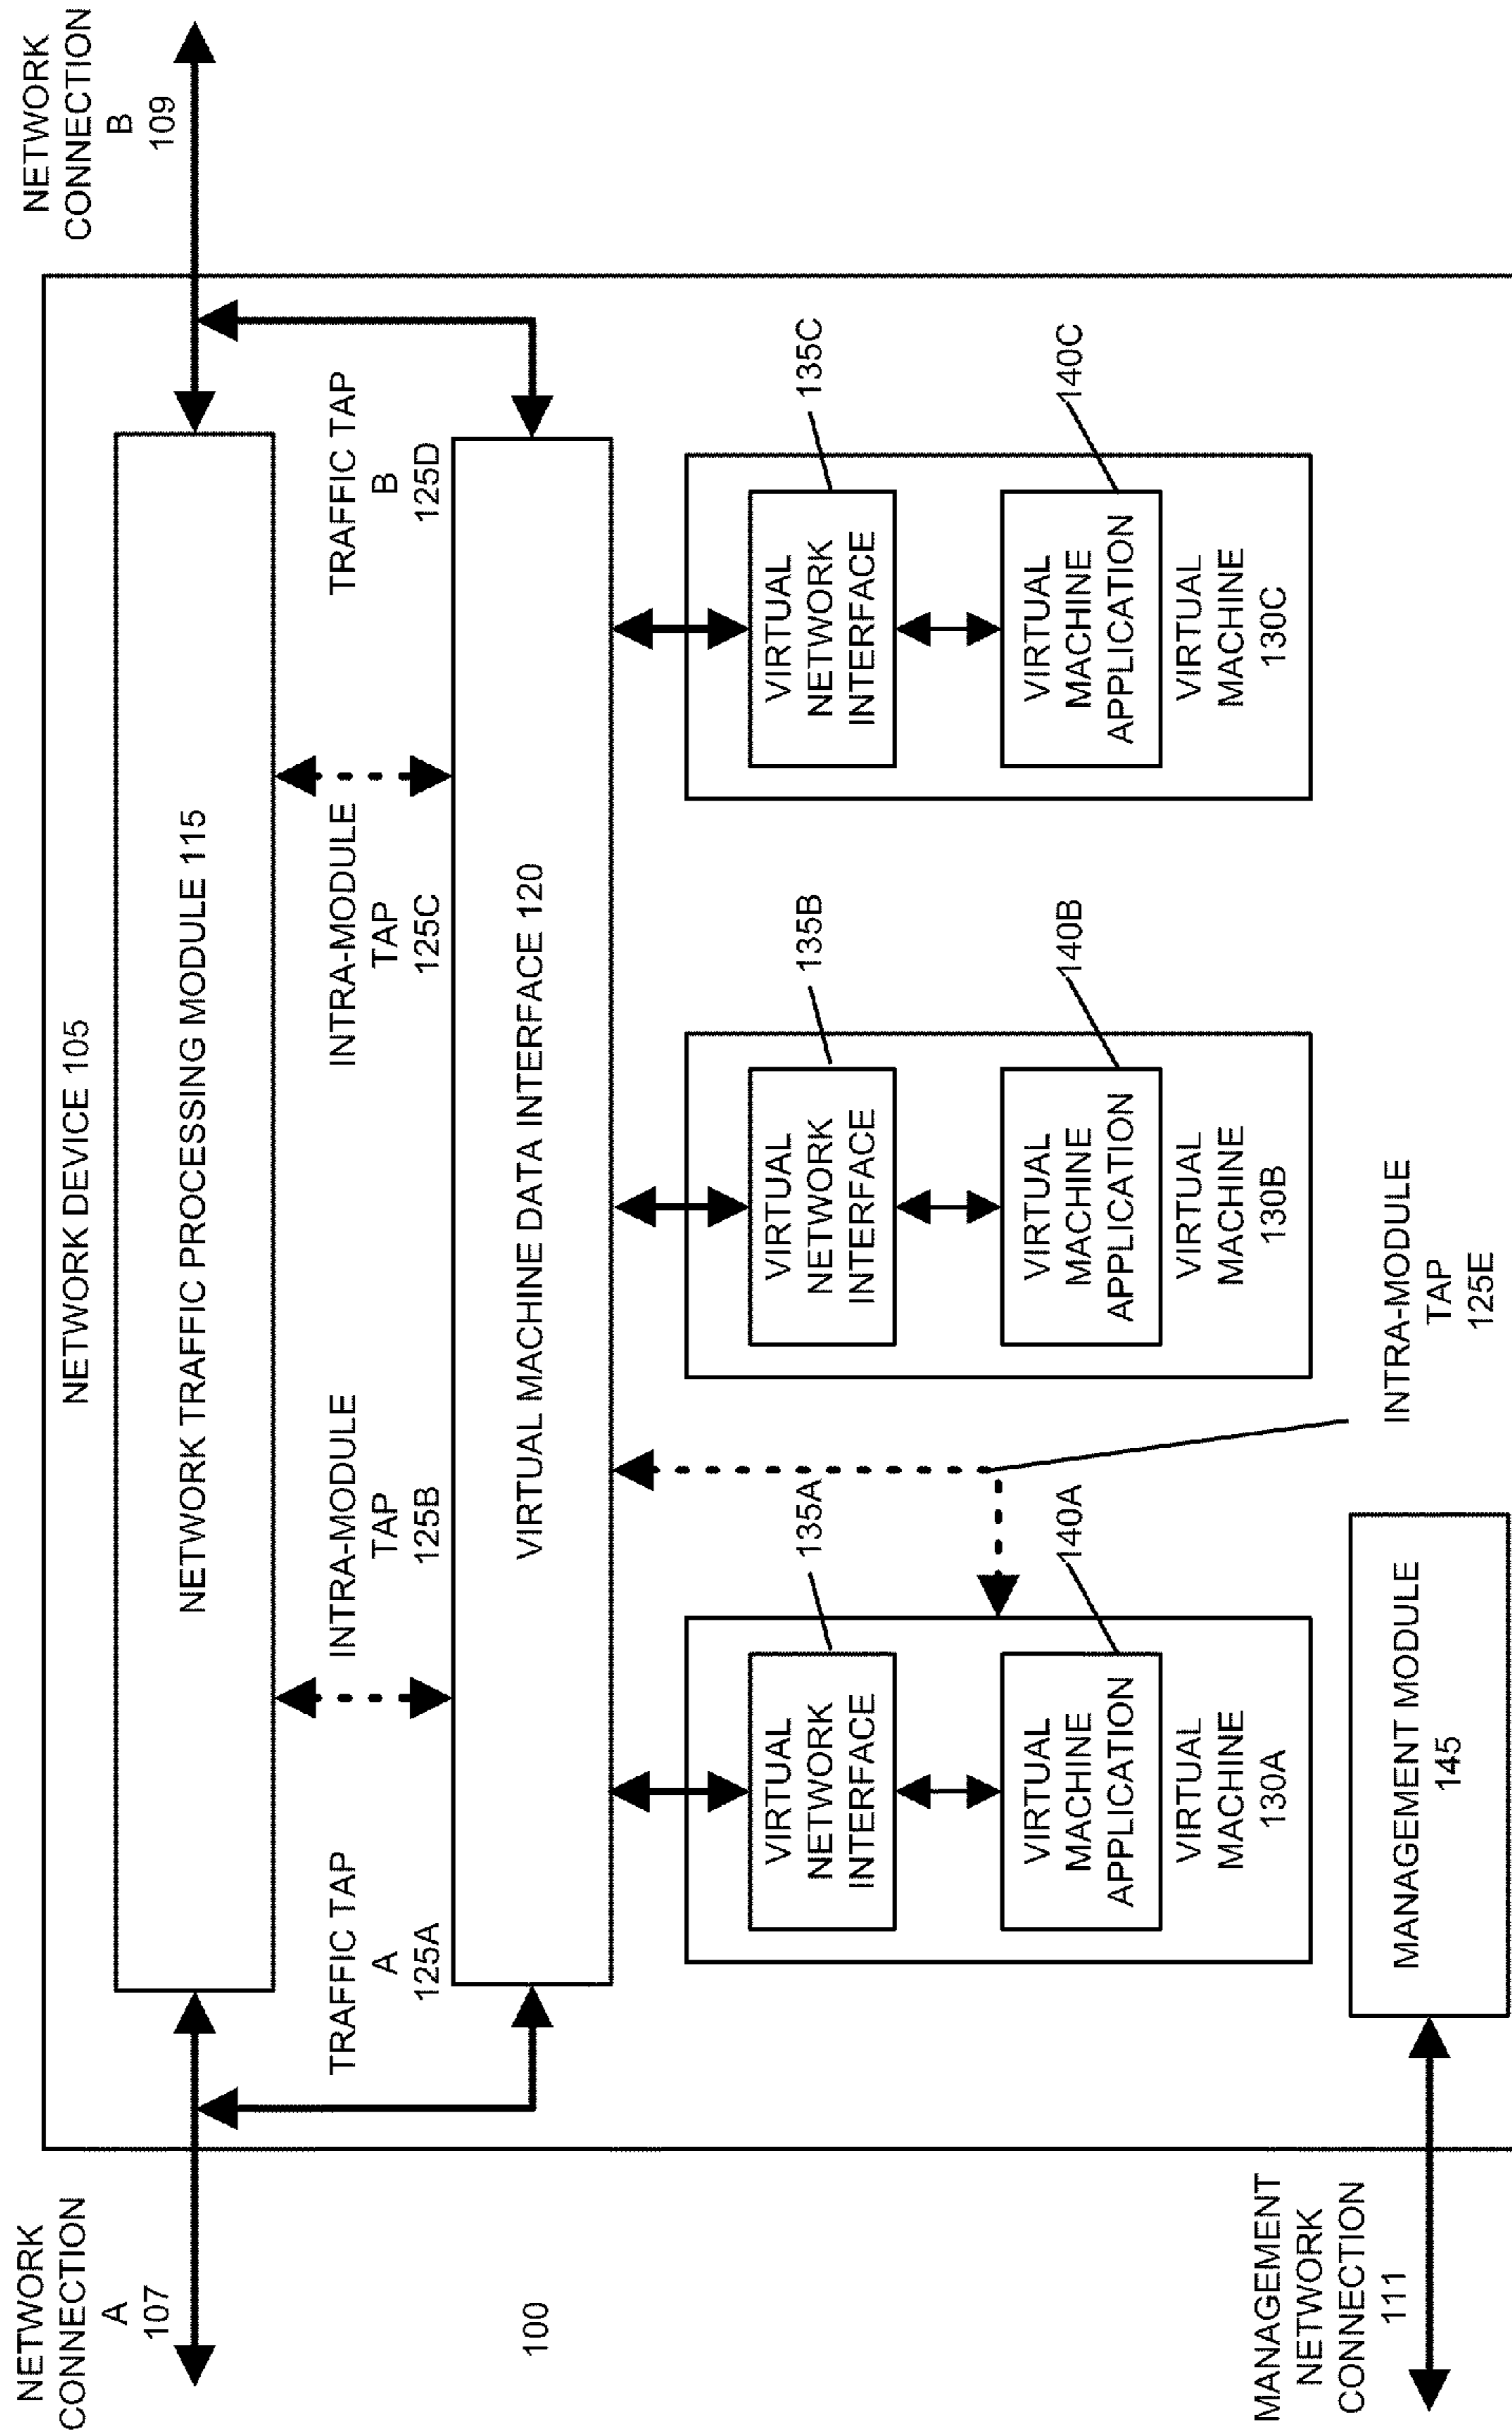 NETWORK
CONNECTION
A
107
NETWORK
CONNECTION
B
109
NETWORK DEVICE 105
NETWORK TRAFFIC PROCESSING MODULE 115
TRAFFIC TAP
A
125A
INTRA-MODULE
TAP
125B
INTRA-MODULE
TAP
125C
TRAFFIC TAP
B
125D
100
VIRTUAL MACHINE DATA INTERFACE 120
135A
135B
135C
VIRTUAL
NETWORK
INTERFACE
VIRTUAL
NETWORK
INTERFACE
VIRTUAL
NETWORK
INTERFACE
140A
140B
140C
VIRTUAL
MACHINE
APPLICATION
VIRTUAL
MACHINE
130A
VIRTUAL
MACHINE
APPLICATION
VIRTUAL
MACHINE
130B
VIRTUAL
MACHINE
APPLICATION
VIRTUAL
MACHINE
130C
MANAGEMENT
NETWORK
CONNECTION
111
MANAGEMENT MODULE
145
INTRA-MODULE
TAP
125E